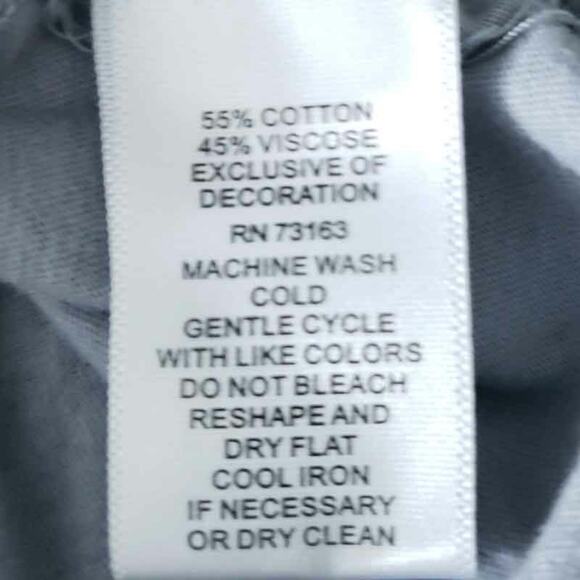 55% COTTON
45% VISCOSE
EXCLUSIVE OF
DECORATION
RN 73163
MACHINE WASH
COLD
GENTLE CYCLE
WITH LIKE COLORS
DO NOT BLEACH
RESHAPE AND
DRY FLAT
COOL IRON
IF NECESSARY
OR DRY CLEAN